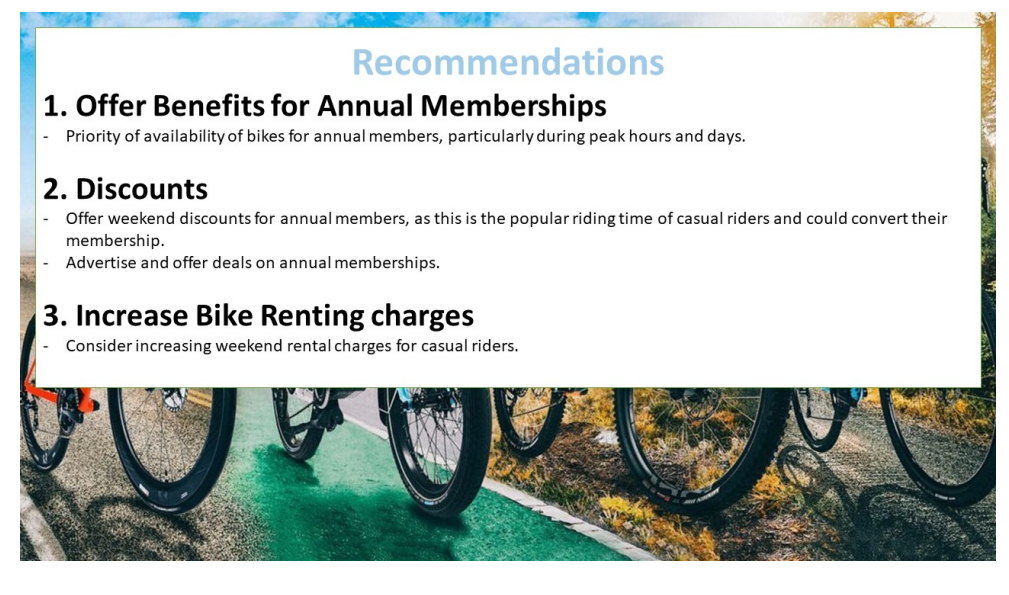 Recommendations
1. Offer Benefits for Annual Memberships
- Priority of availability of bikes for annual members, particularly during peak hours and days.
2. Discounts
- Offer weekend discounts for annual members, as this is the popular riding time of casual riders and could convert their
membership.
- Advertise and offer deals on annual memberships.
3. Increase Bike Renting charges
- Consider increasing weekend rental charges for casual riders.